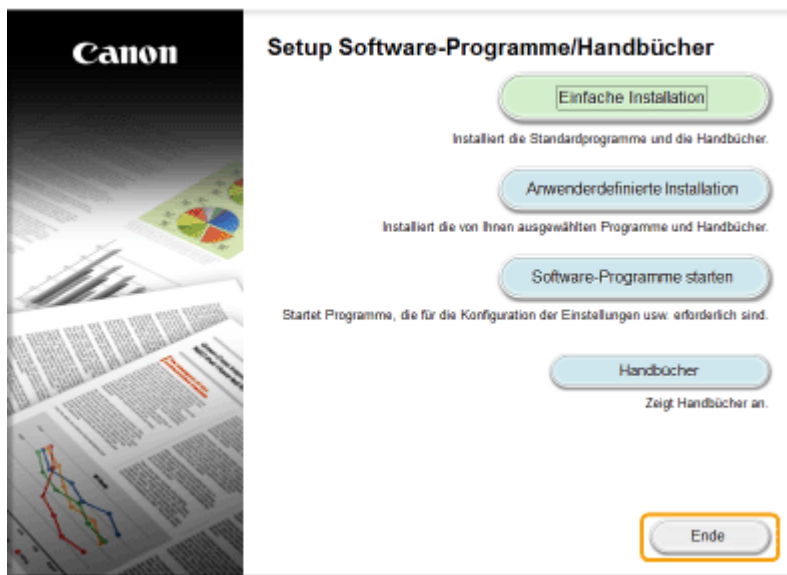 Canon
Setup Software-Programme/Handbücher
Einfache Installation
Installiert die Standardprogramme und die Handbücher.
Anwenderdefinierte Installation
Installiert die von Ihnen ausgewählten Programme und Handbücher.
Software-Programme starten
Startet Programme, die für die Konfiguration der Einstellungen usw. erforderlich sind.
Handbücher
Zeigt Handbücher an.
Ende